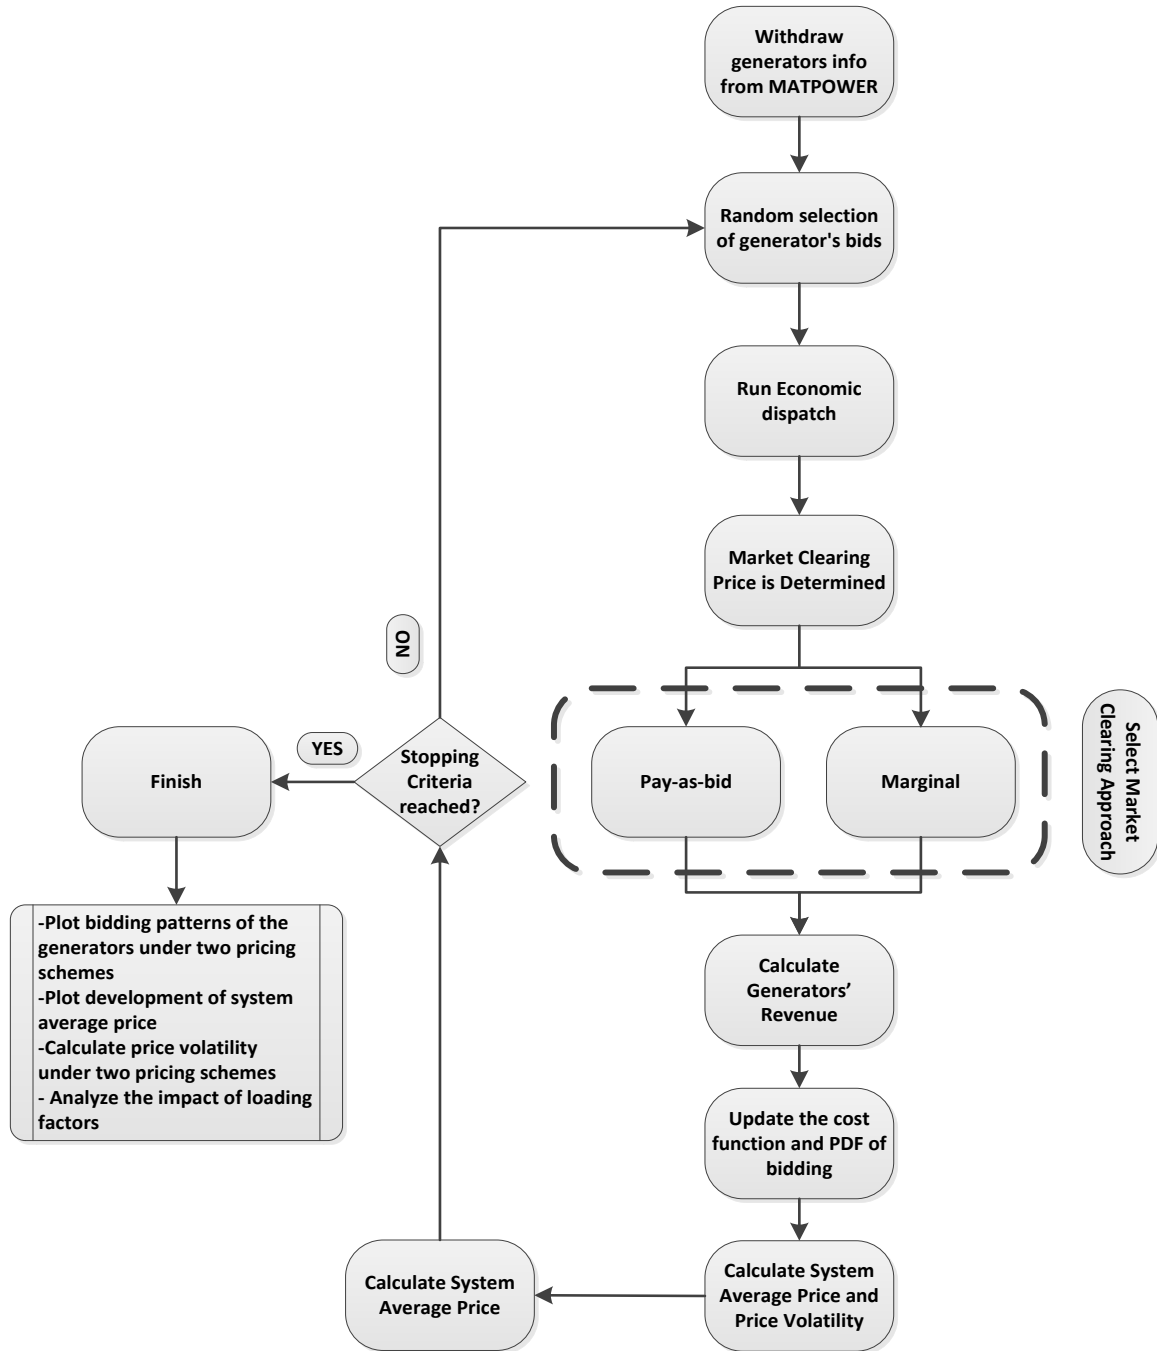 Withdraw
generators info
from MATPOWER
Random selection
of generator's bids
Run Economic
dispatch
Market Clearing
Price is Determined
NO
Select Market
Clearing Approach
YES
Finish
Stopping
Criteria
reached?
Pay-as-bid
Marginal
-Plot bidding patterns of the
generators under two pricing
schemes
-Plot development of system
average price
-Calculate price volatility
under two pricing schemes
- Analyze the impact of loading
factors
Calculate
Generators’
Revenue
Update the cost
function and PDF of
bidding
Calculate System
Average Price
Calculate System
Average Price and
Price Volatility